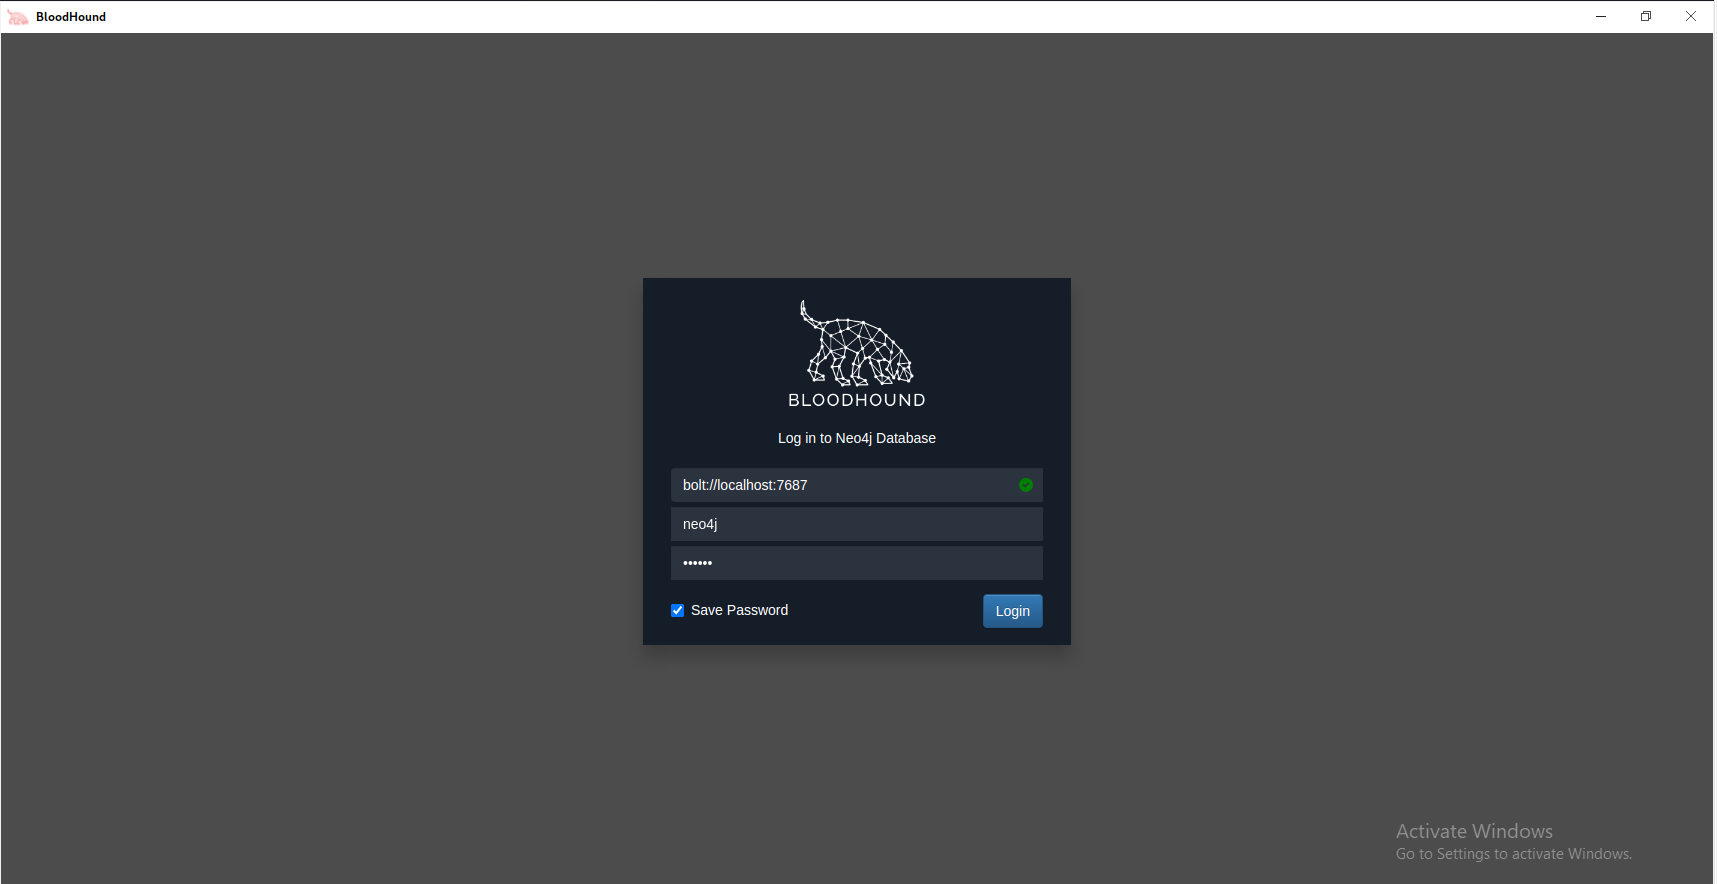 BloodHound
BLOODHOUND
Log in to Neo4j Database
bolt://localhost:7687
neo4j
••••••
Save Password
Login
Activate Windows
Go to Settings to activate Windows.